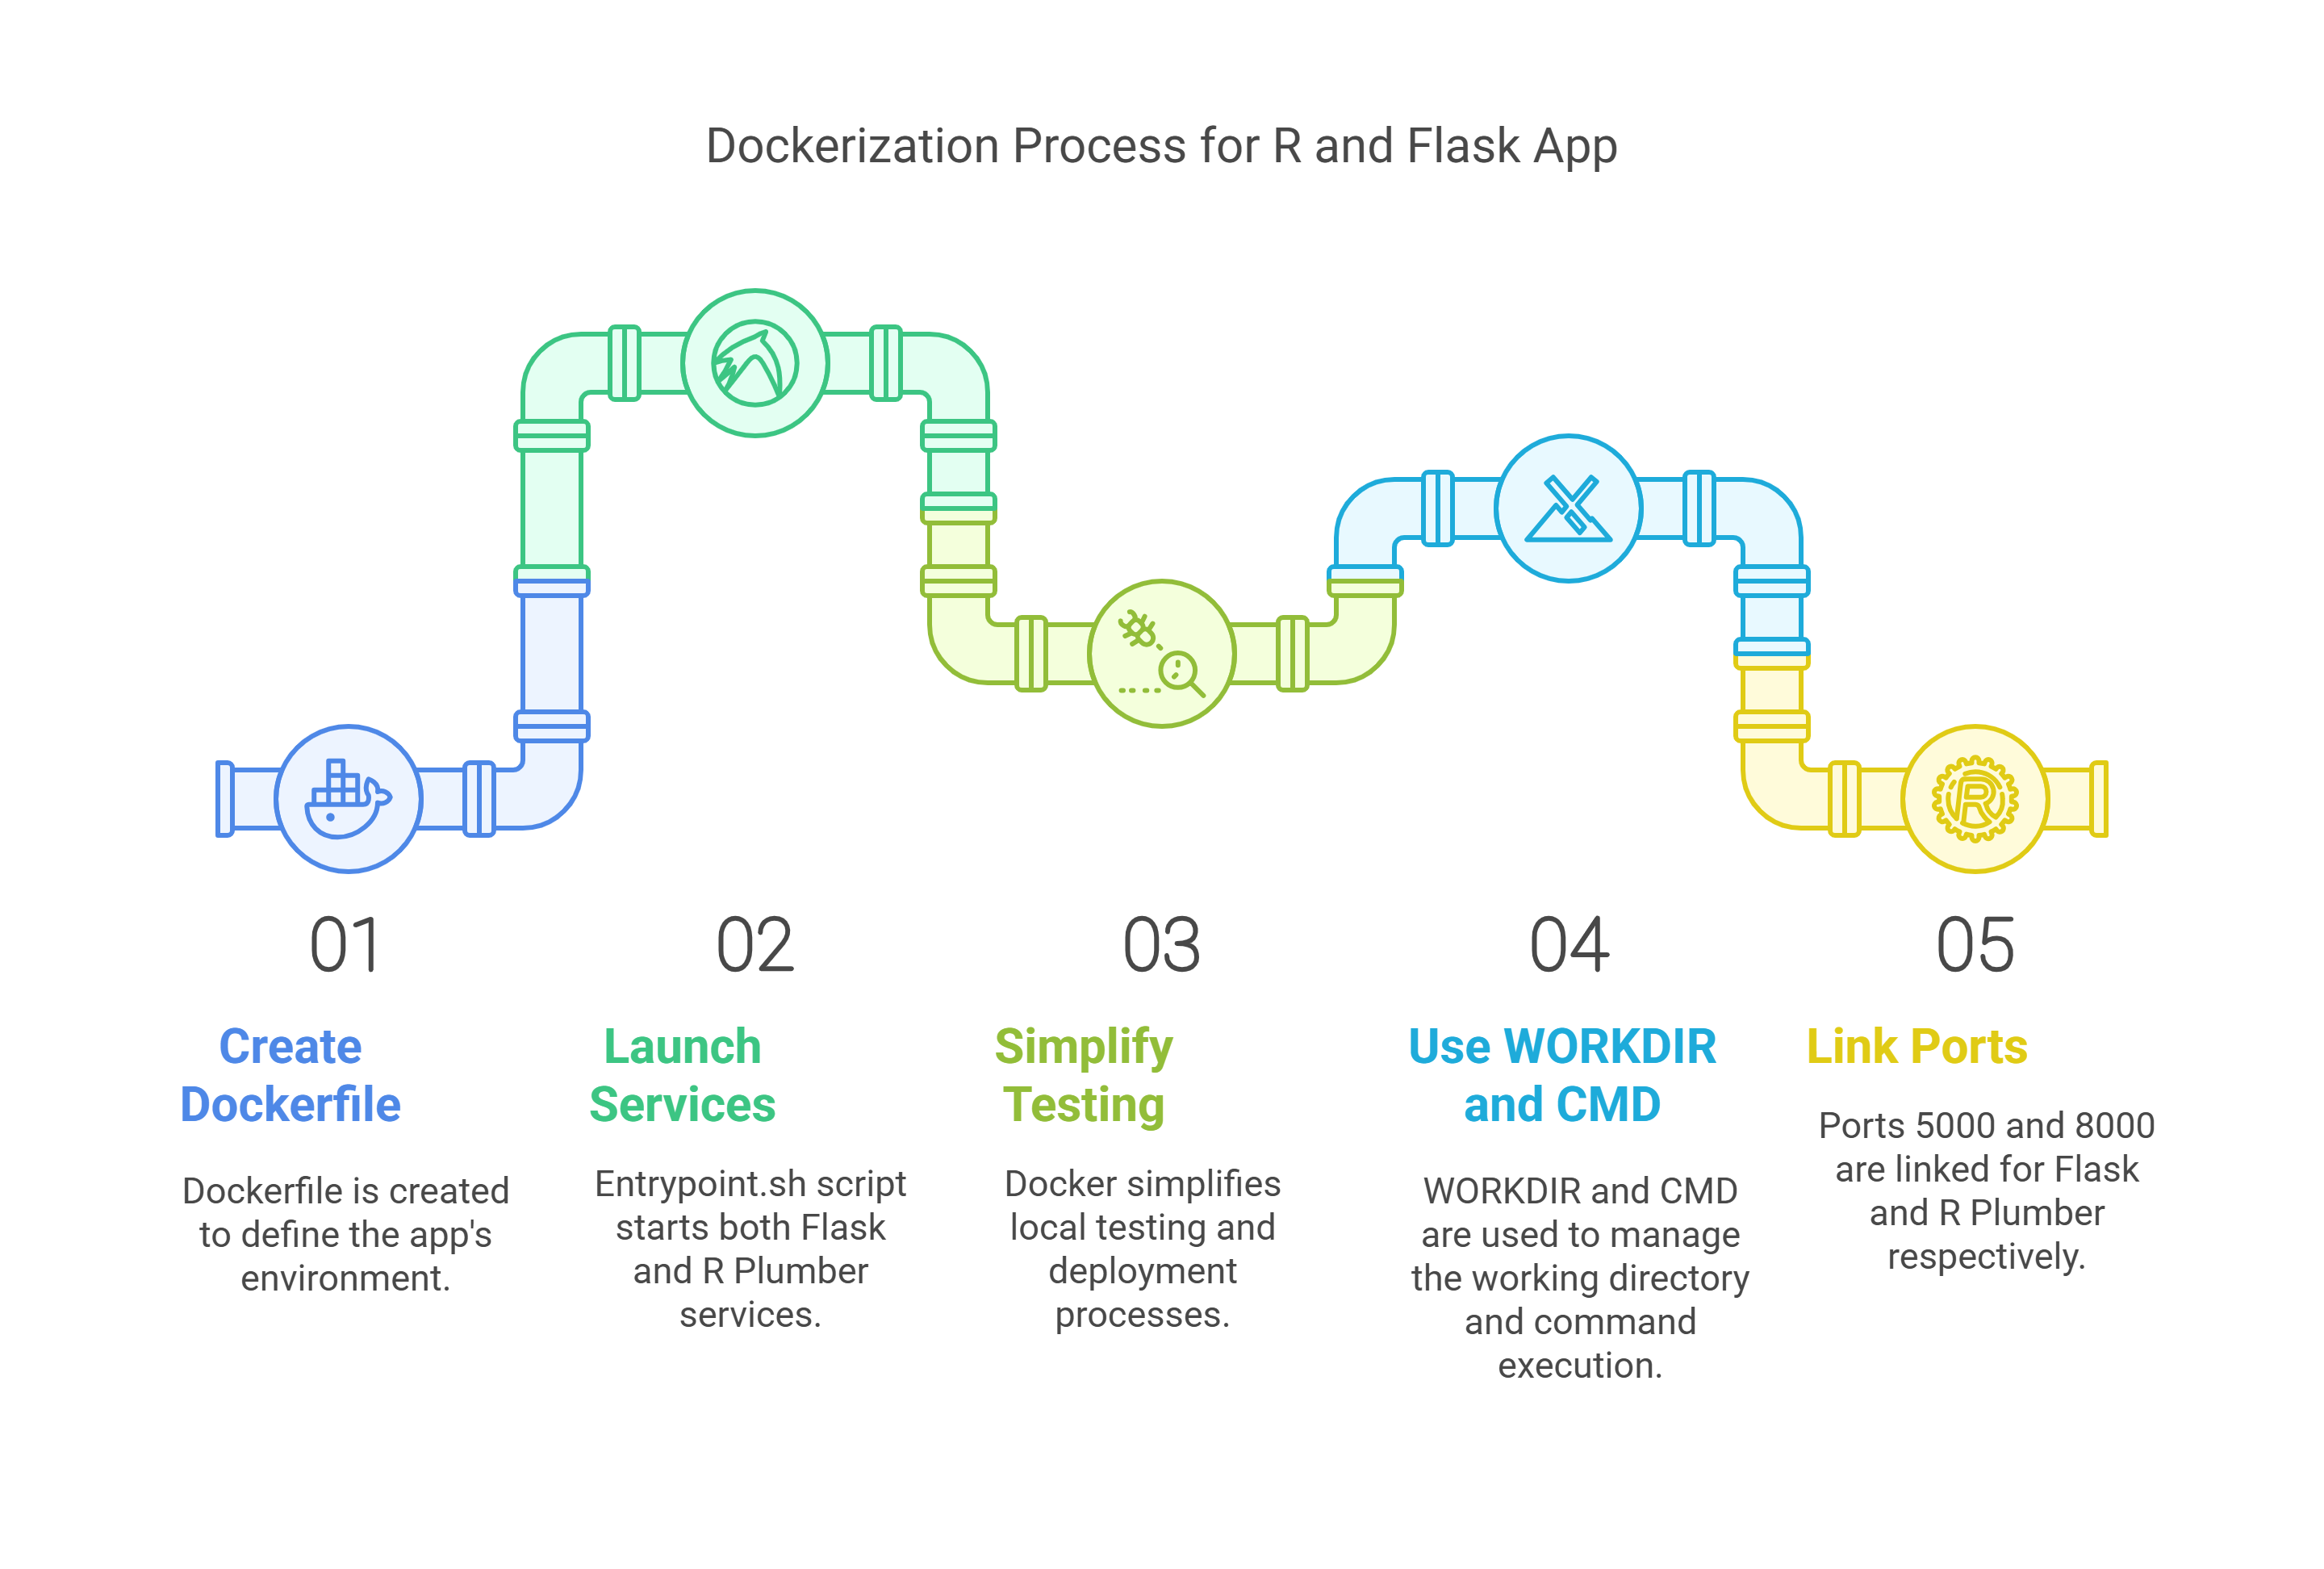 Dockerization Process for R and Flask App
01
Create
Dockerfile
Dockerfile is created
to define the app's
environment.
02
Launch
Services
Entrypoint.sh script
starts both Flask
and R Plumber
services.
03
Simplify
Testing
Docker simplifies
local testing and
deployment
processes.
04
Use WORKDIR
and CMD
WORKDIR and CMD
are used to manage
the working directory
and command
execution.
05
Link Ports
Ports 5000 and 8000
are linked for Flask
and R Plumber
respectively.